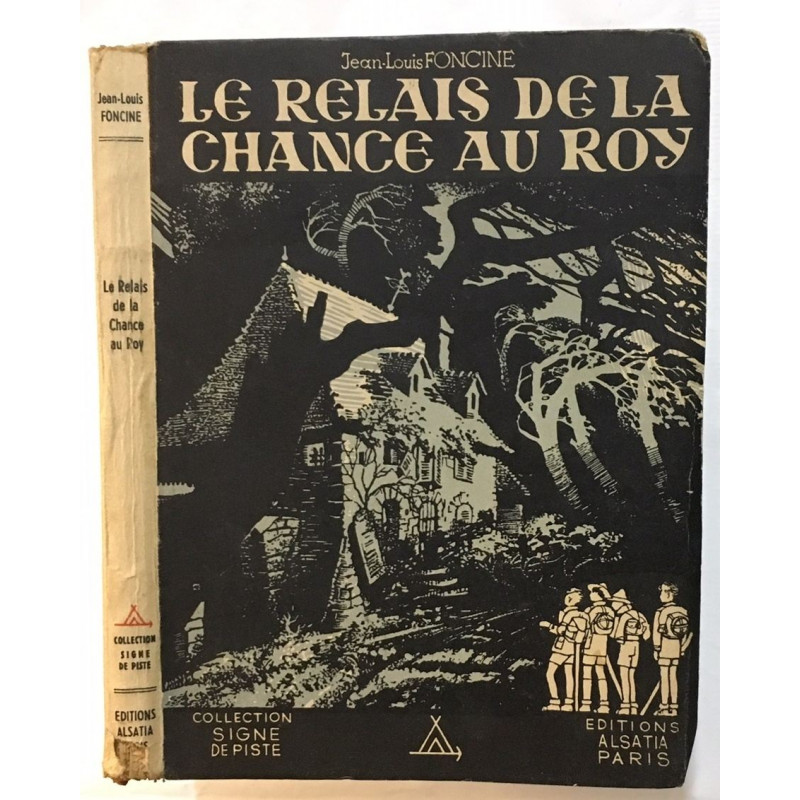 Jean-Louis
FONCINE
Le Relais
de la
Chance
au Roy
COLLECTION
SIGNE
DE PISTE
EDITIONS
ALSATIA
Jean-Louis FONCINE
LE RELAIS DE LA
CHANCE AU ROY
COLLECTION
SIGNE
DE PISTE
EDITIONS
ALSATIA
PARIS